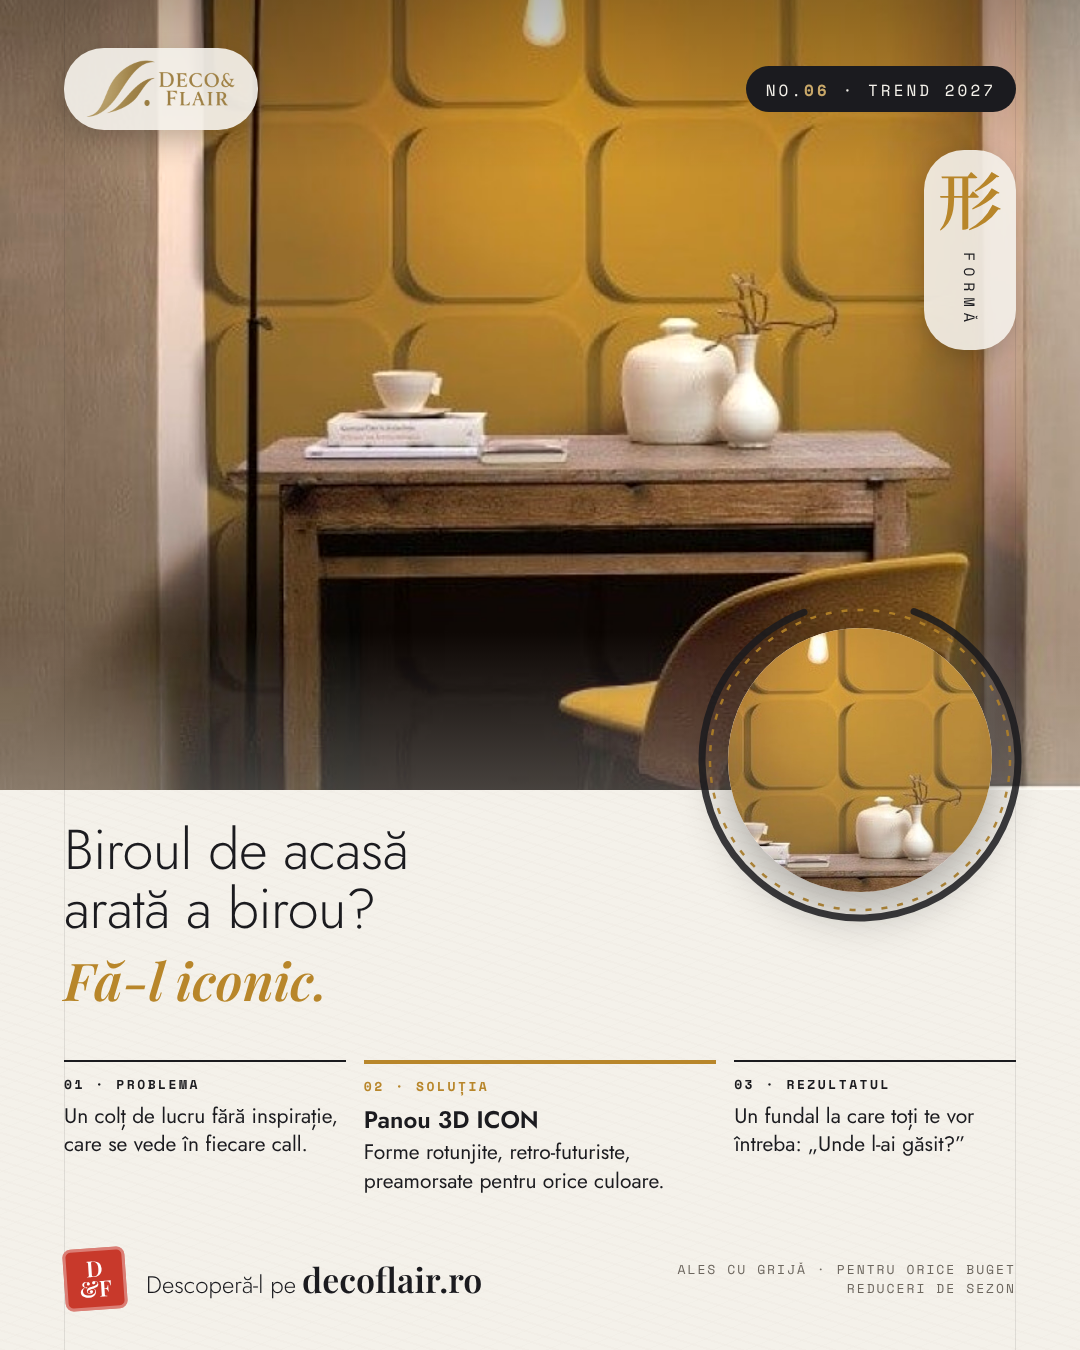 DECO&
FLAIR
NO.06 · TREND 2027
形
FORMĂ
Biroul de acasă
arată a birou?
Fă-l iconic.
01 · PROBLEMA
Un colț de lucru fără inspirație,
care se vede în fiecare call.
02 · SOLUȚIA
Panou 3D ICON
Forme rotunjite, retro-futuriste,
preamorsate pentru orice culoare.
03 · REZULTATUL
Un fundal la care toți te vor
întreba: „Unde l-ai găsit?”
D
&F
Descoperă-l pe decoflair.ro
ALES CU GRIJĂ · PENTRU ORICE BUGET
REDUCERI DE SEZON